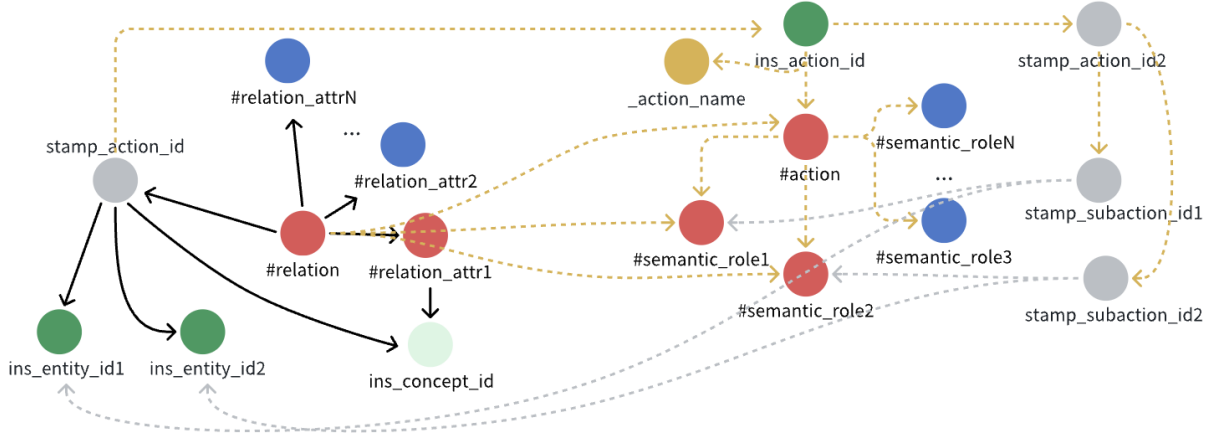 ins_action_id
stamp_action_id2
#relation_attrN
_action_name
...
stamp_action_id
#relation_attr2
#action
#semantic_roleN
...
#relation
#relation_attr1
#semantic_role1
#semantic_role3
stamp_subaction_id1
#semantic_role2
stamp_subaction_id2
ins_entity_id1
ins_entity_id2
ins_concept_id